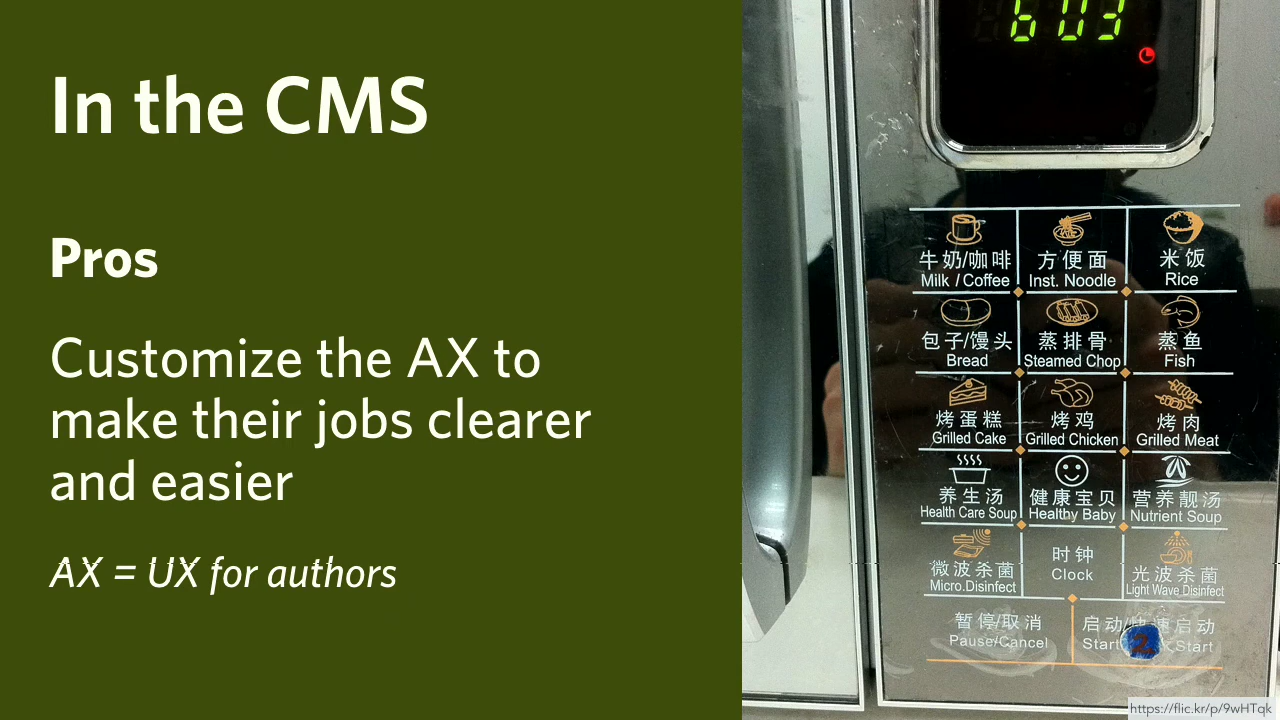 In the CMS
Pros
Customize the AX to
make their jobs clearer
and easier
AX = UX for authors
603
牛奶/咖啡
Milk / Coffee
方便面
Inst. Noodle
米饭
Rice
包子/馒头
Bread
蒸排骨
Steamed Chop
蒸鱼
Fish
烤蛋糕
Grilled Cake
烤鸡
Grilled Chicken
烤肉
Grilled Meat
养生汤
Health Care Soup
健康宝贝
Healthy Baby
营养靓汤
Nutrient Soup
微波杀菌
Micro.Disinfect
时钟
Clock
光波杀菌
Light Wave Disinfect
暂停/取消
Pause/Cancel
启动/快速启动
Start Start
https://flic.kr/p/9wHTqk